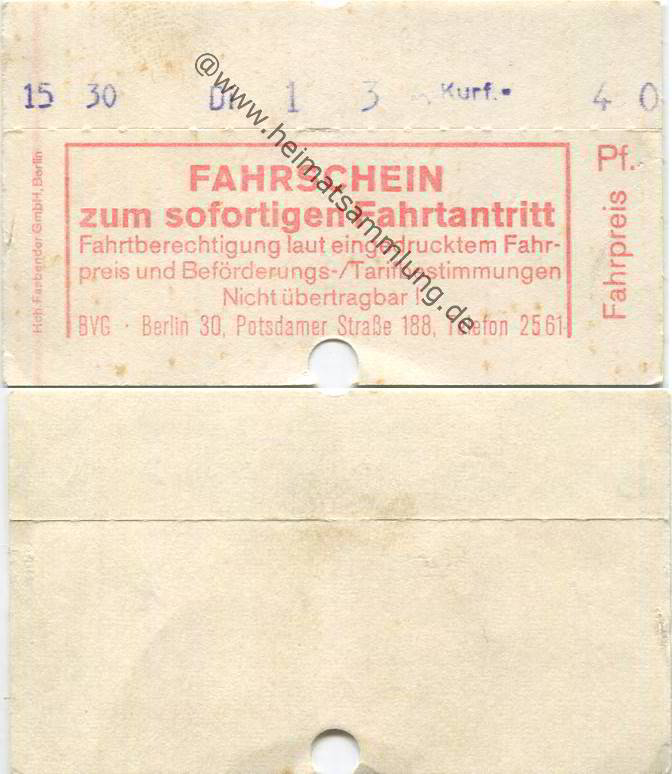 15 30 DI 1 3 Kurf.- 4 0
Pf.
Fahrpreis
FAHRSCHEIN
zum sofortigen Fahrtantritt
Fahrtberechtigung laut eingedrucktem Fahr-
preis und Beförderungs-/Tarifbestimmungen
Nicht übertragbar !
BVG · Berlin 30, Potsdamer Straße 188, Telefon 25 61
Hch. Fasbender GmbH, Berlin
@www.heimatsammlung.de